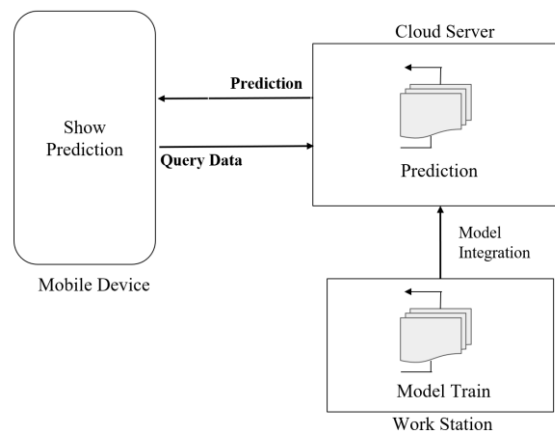 Cloud Server
Prediction
Show
Prediction
Query Data
Prediction
Mobile Device
Model
Integration
Model Train
Work Station